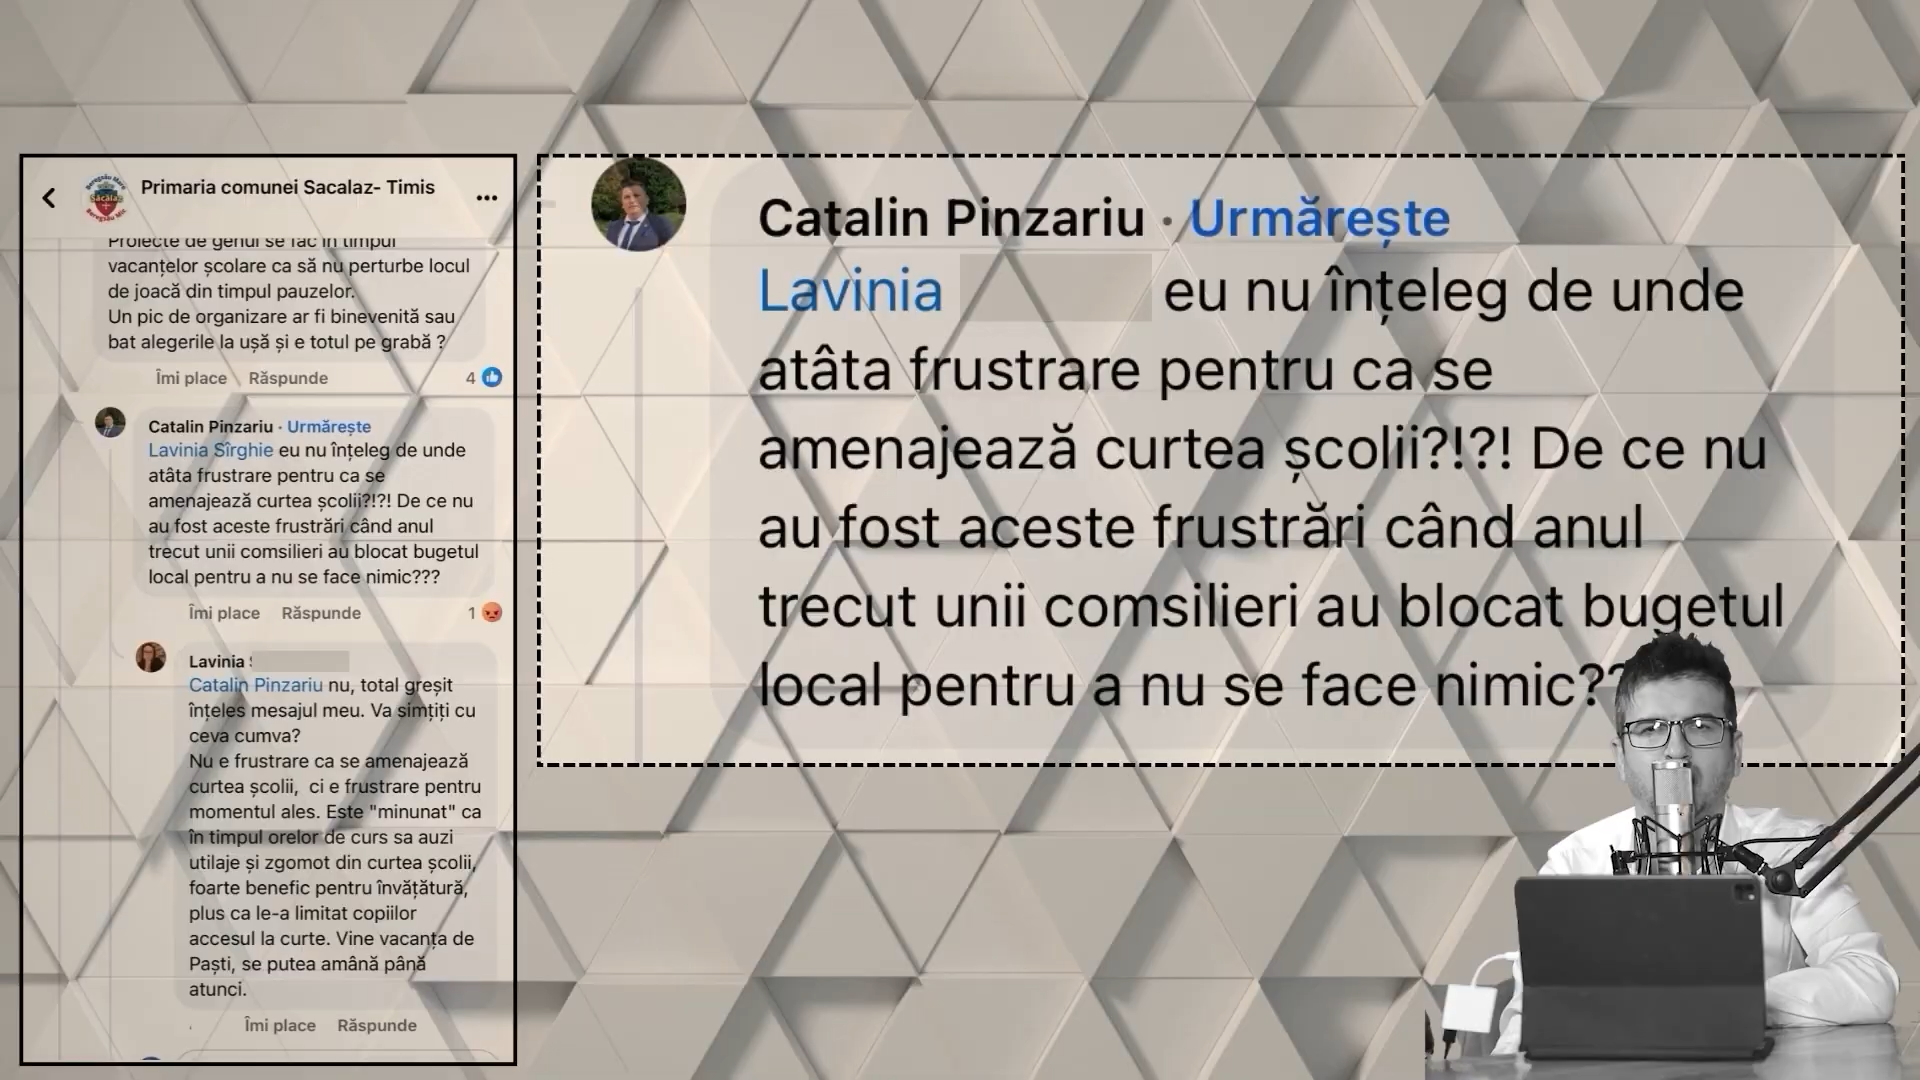 Primaria comunei Sacalaz- Timis
Proiecte de genul se fac în timpul
vacanțelor școlare ca să nu perturbe locul
de joacă din timpul pauzelor.
Un pic de organizare ar fi binevenită sau
bat alegerile la ușă și e totul pe grabă ?
Îmi place Răspunde 4
Catalin Pinzariu · Urmărește
Lavinia Sîrghie eu nu înțeleg de unde
atâta frustrare pentru ca se
amenajează curtea școlii?!?! De ce nu
au fost aceste frustrări când anul
trecut unii comsilieri au blocat bugetul
local pentru a nu se face nimic???
Îmi place Răspunde 1
Lavinia
Catalin Pinzariu nu, total greșit
înțeles mesajul meu. Va simțiți cu
ceva cumva?
Nu e frustrare ca se amenajează
curtea școlii, ci e frustrare pentru
momentul ales. Este "minunat" ca
în timpul orelor de curs sa auzi
utilaje și zgomot din curtea școlii,
foarte benefic pentru învățătură,
plus ca le-a limitat copiilor
accesul la curte. Vine vacanța de
Paști, se putea amână până
atunci.
Îmi place Răspunde
Catalin Pinzariu · Urmărește
Lavinia eu nu înțeleg de unde
atâta frustrare pentru ca se
amenajează curtea școlii?!?! De ce nu
au fost aceste frustrări când anul
trecut unii comsilieri au blocat bugetul
local pentru a nu se face nimic??